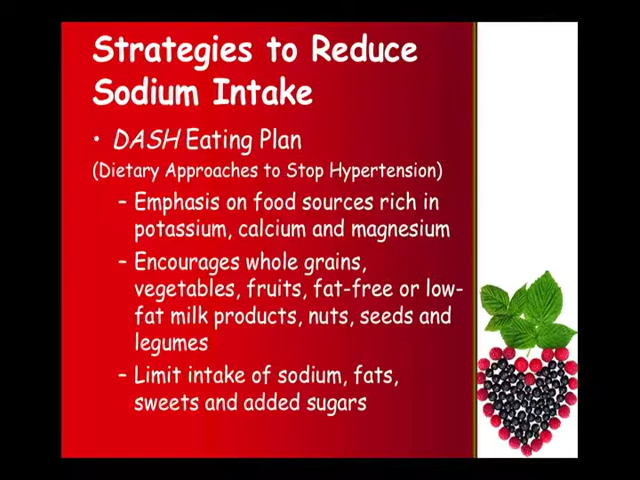 Strategies to Reduce
Sodium Intake
• DASH Eating Plan
(Dietary Approaches to Stop Hypertension)
– Emphasis on food sources rich in
potassium, calcium and magnesium
– Encourages whole grains,
vegetables, fruits, fat-free or low-
fat milk products, nuts, seeds and
legumes
– Limit intake of sodium, fats,
sweets and added sugars